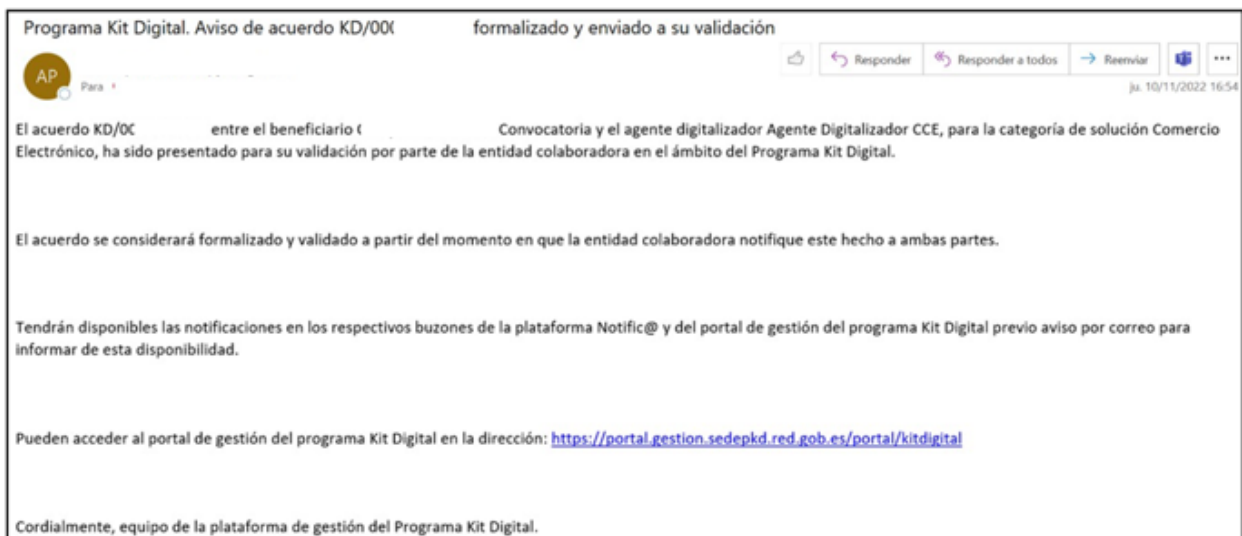 Programa Kit Digital. Aviso de acuerdo KD/00( formalizado y enviado a su validación
Responder Responder a todos Reenviar
AP
Para
ju. 10/11/2022 16:54
El acuerdo KD/0C entre el beneficiario ( Convocatoria y el agente digitalizador Agente Digitalizador CCE, para la categoría de solución Comercio
Electrónico, ha sido presentado para su validación por parte de la entidad colaboradora en el ámbito del Programa Kit Digital.
El acuerdo se considerará formalizado y validado a partir del momento en que la entidad colaboradora notifique este hecho a ambas partes.
Tendrán disponibles las notificaciones en los respectivos buzones de la plataforma Notific@ y del portal de gestión del programa Kit Digital previo aviso por correo para
informar de esta disponibilidad.
Pueden acceder al portal de gestión del programa Kit Digital en la dirección: https://portal.gestion.sedepkd.red.gob.es/portal/kitdigital
Cordialmente, equipo de la plataforma de gestión del Programa Kit Digital.